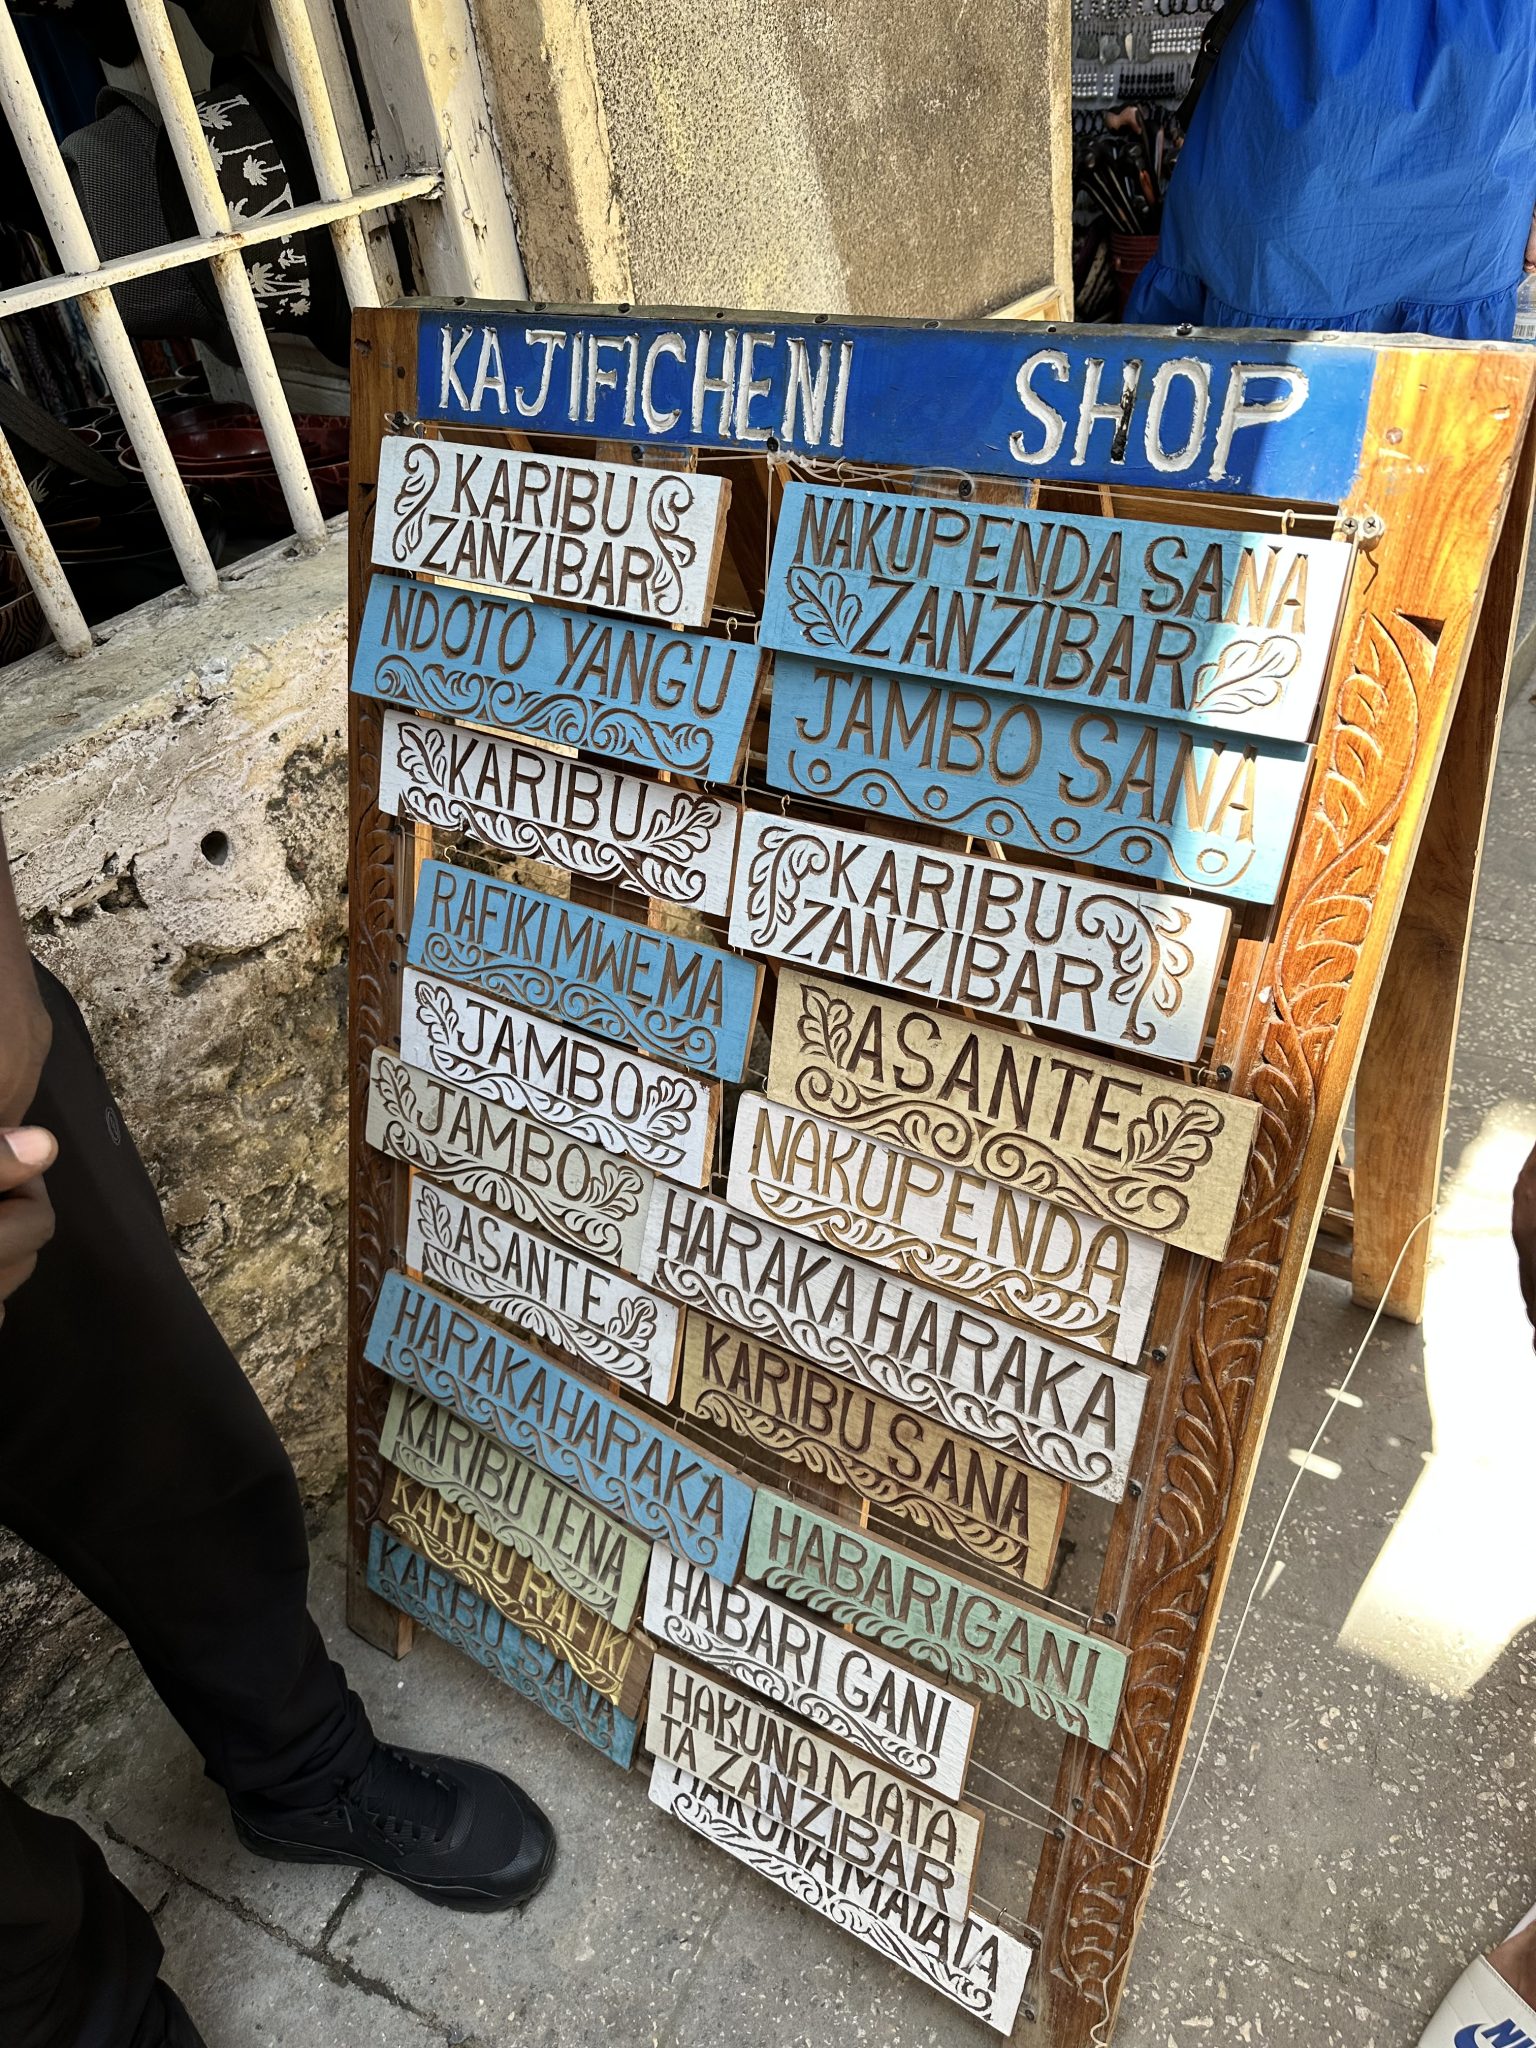 KAJIFICHENI SHOP
KARIBU
ZANZIBAR
NDOTO YANGU
KARIBU
RAFIKI MWEMA
JAMBO
JAMBO
ASANTE
HARAKA HARAKA
KARIBU TENA
KARIBU RAFIKI
KARIBU SANA
NAKUPENDA SANA
ZANZIBAR
JAMBO SANA
KARIBU
ZANZIBAR
ASANTE
NAKUPENDA
HARAKA HARAKA
KARIBU SANA
HABARI GANI
HABARI GANI
HAKUNA MATA
TA ZANZIBAR
HAKUNA MATATA